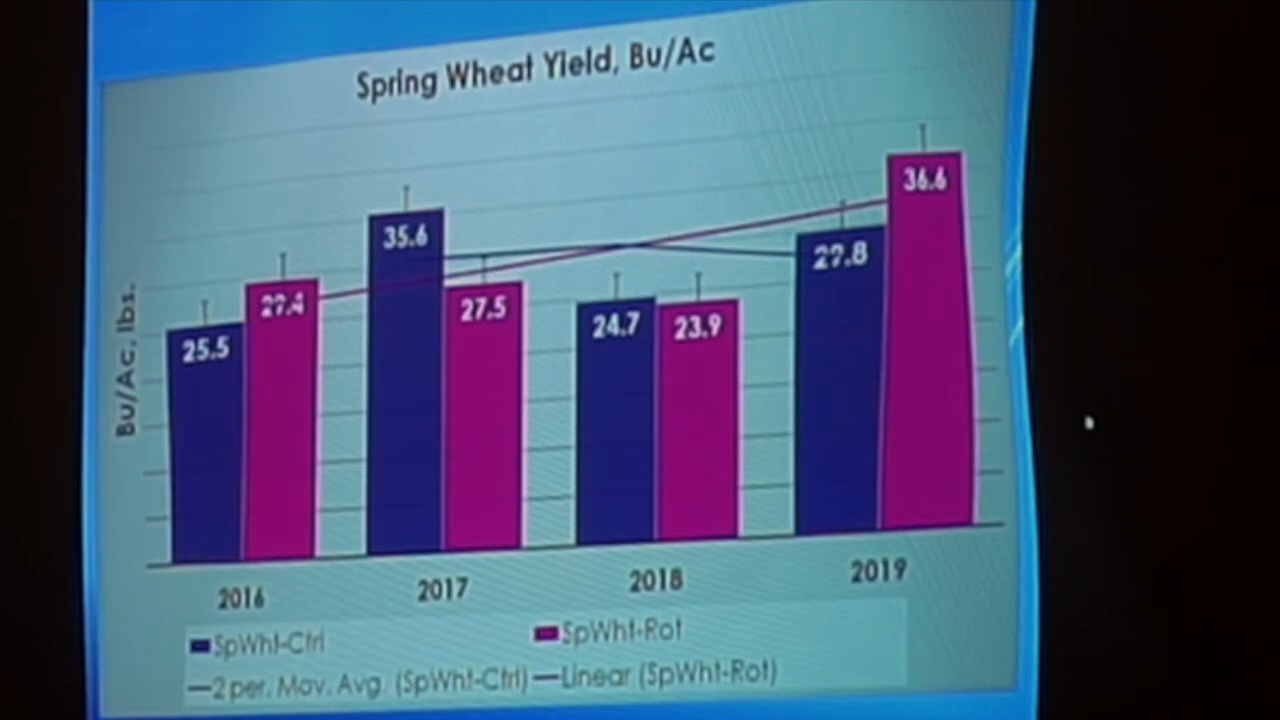 Spring Wheat Yield, Bu/Ac
Bu/Ac, lbs.
25.5
29.4
35.6
27.5
24.7
23.9
29.8
36.6
2016 2017 2018 2019
SpWht-Ctrl SpWht-Rot
2 per. Mov. Avg. (SpWht-Ctrl) Linear (SpWht-Rot)